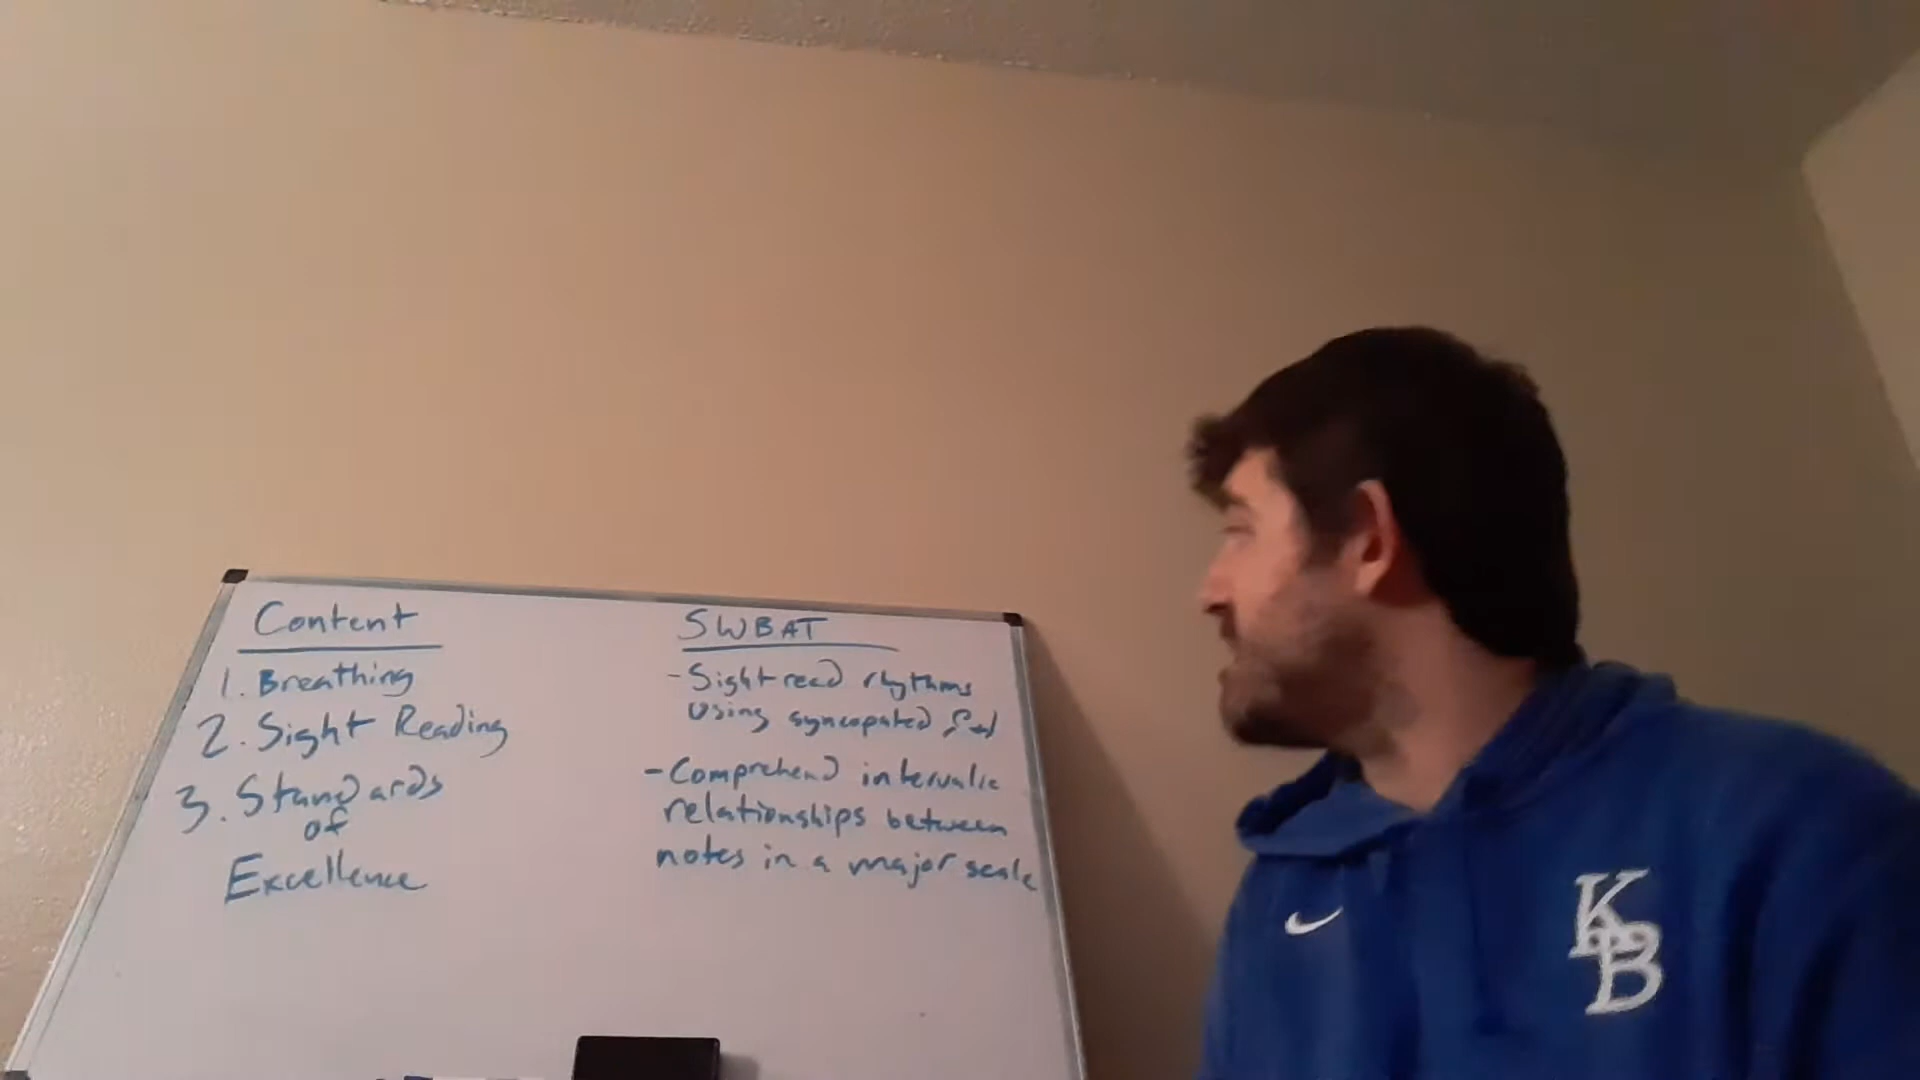 Content
1. Breathing
2. Sight Reading
3. Standards
of
Excellence
SWBAT
- Sight read rhythms
Using syncopated
- Comprehend intervalic
relationships between
notes in a major scale
KB